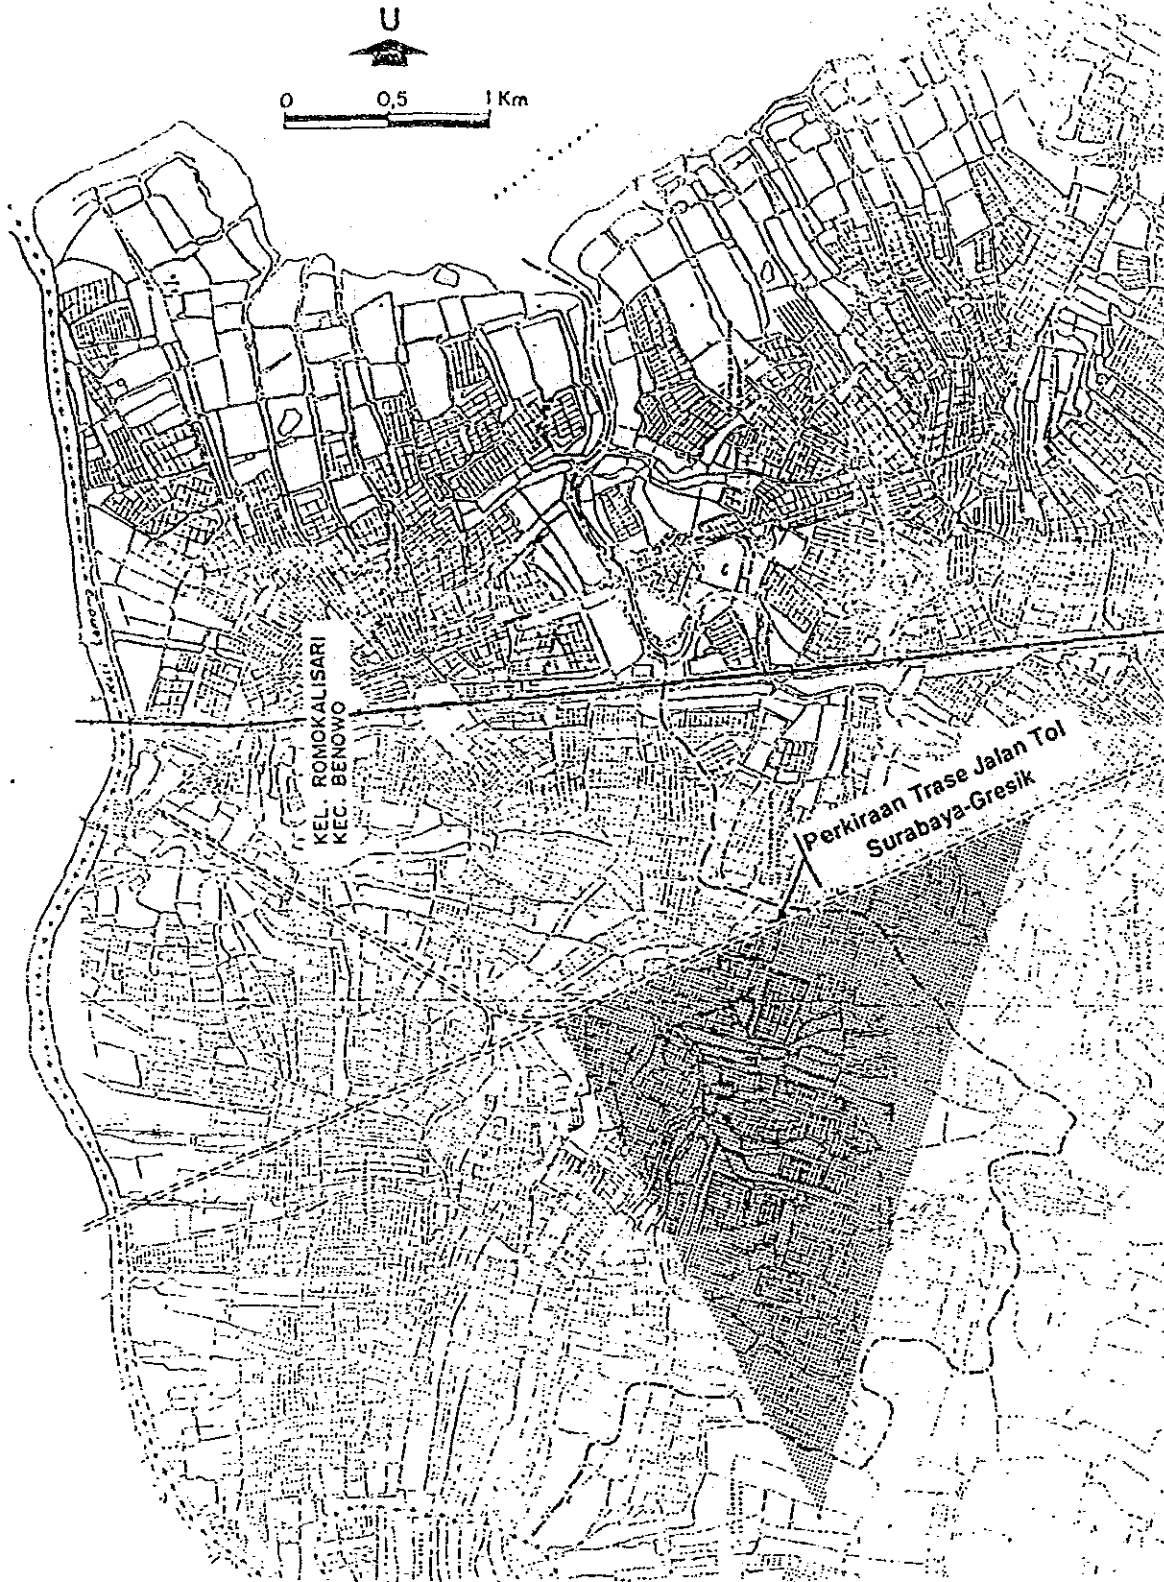 U
0 0,5 1 Km
KEL. ROMOKALISARI
KEC. BENOWO
Perkiraan Trase Jalan Tol
Surabaya-Gresik